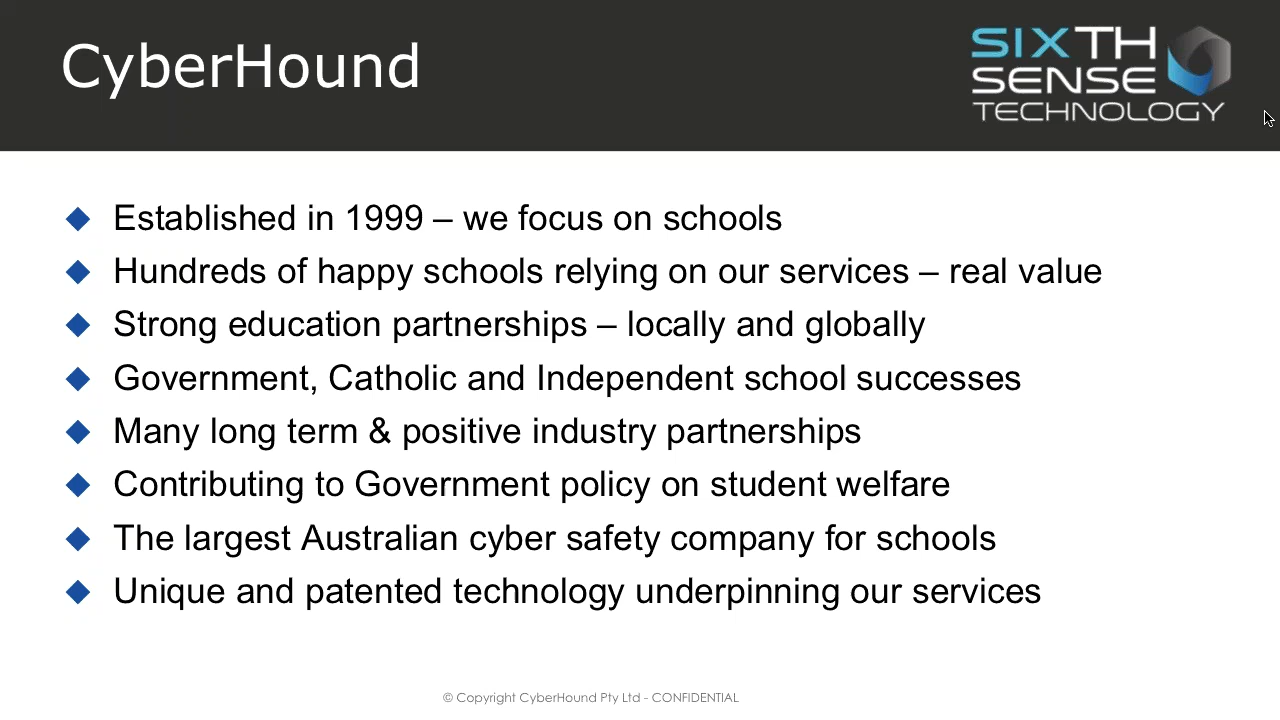 CyberHound
SIXTH
SENSE
TECHNOLOGY
Established in 1999 – we focus on schools
Hundreds of happy schools relying on our services – real value
Strong education partnerships – locally and globally
Government, Catholic and Independent school successes
Many long term & positive industry partnerships
Contributing to Government policy on student welfare
The largest Australian cyber safety company for schools
Unique and patented technology underpinning our services
© Copyright CyberHound Pty Ltd - CONFIDENTIAL